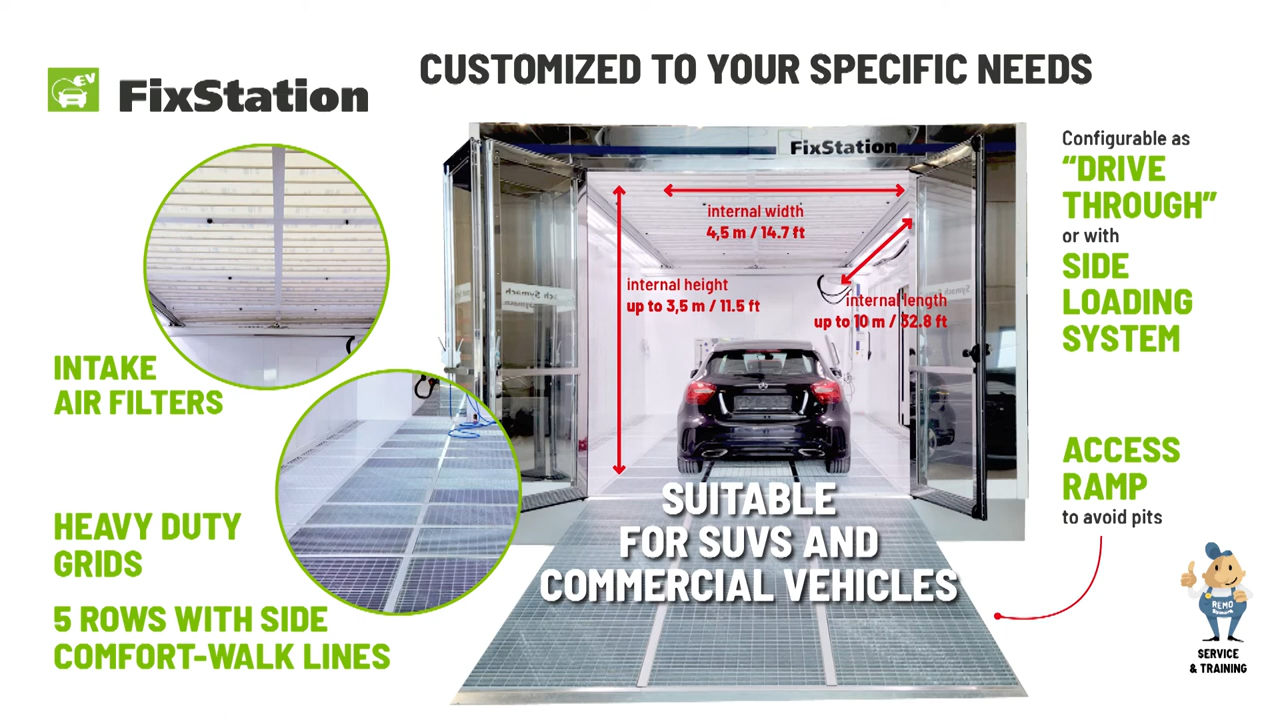 CUSTOMIZED TO YOUR SPECIFIC NEEDS
EV
FixStation
FixStation
internal width
4,5 m / 14.7 ft
internal height
up to 3,5 m / 11.5 ft
internal length
up to 10 m / 32.8 ft
INTAKE
AIR FILTERS
HEAVY DUTY
GRIDS
5 ROWS WITH SIDE
COMFORT-WALK LINES
SUITABLE
FOR SUVS AND
COMMERCIAL VEHICLES
Configurable as
“DRIVE
THROUGH”
or with
SIDE
LOADING
SYSTEM
ACCESS
RAMP
to avoid pits
REMO
SERVICE
& TRAINING